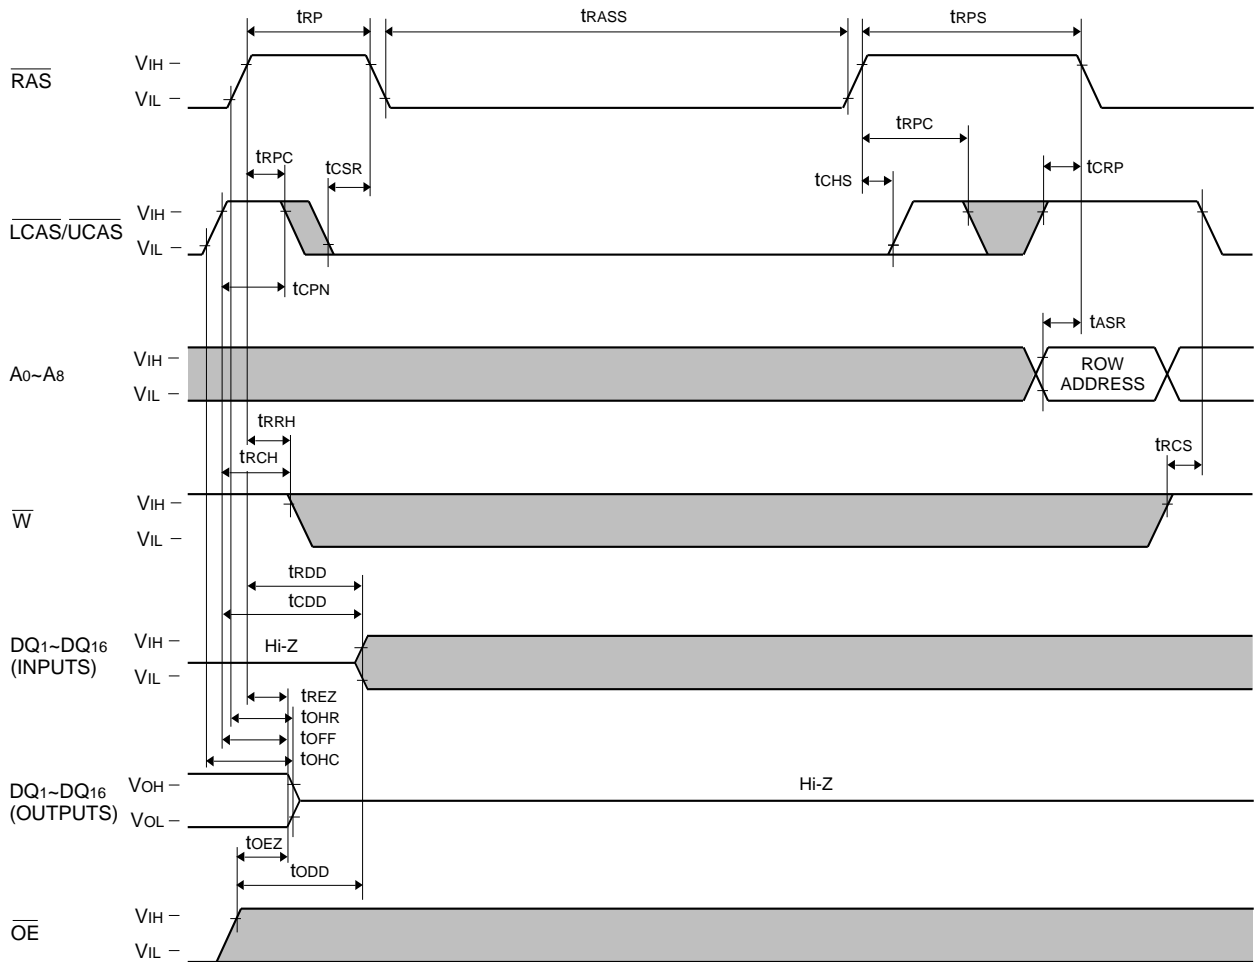 tRP tRASS tRPS
RAS
VIH
VIL
tRPC tCSR tRPC tCHS tCRP
LCAS/UCAS
VIH
VIL
tCPN
tASR
A0~A8
VIH
VIL
ROW
ADDRESS
tRRH
tRCH
tRCS
W
VIH
VIL
tRDD
tCDD
DQ1~DQ16
(INPUTS)
VIH
VIL
Hi-Z
tREZ
tOHR
tOFF
tOHC
DQ1~DQ16
(OUTPUTS)
VOH
VOL
Hi-Z
tOEZ
tODD
OE
VIH
VIL